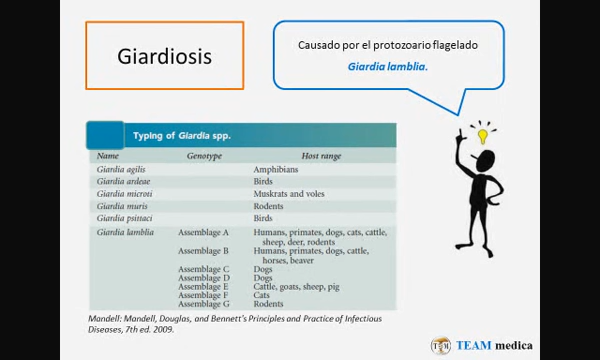 Giardiosis
Causado por el protozoario flagelado
Giardia lamblia.
Typing of Giardia spp.
Name Genotype Host range
Giardia agilis Amphibians
Giardia ardeae Birds
Giardia microti Muskrats and voles
Giardia muris Rodents
Giardia psittaci Birds
Giardia lamblia Assemblage A Humans, primates, dogs, cats, cattle,
sheep, deer, rodents
Assemblage B Humans, primates, dogs, cattle,
horses, beaver
Assemblage C Dogs
Assemblage D Dogs
Assemblage E Cattle, goats, sheep, pig
Assemblage F Cats
Assemblage G Rodents
Mandell: Mandell, Douglas, and Bennett's Principles and Practice of Infectious
Diseases, 7th ed. 2009.
TEAM medica